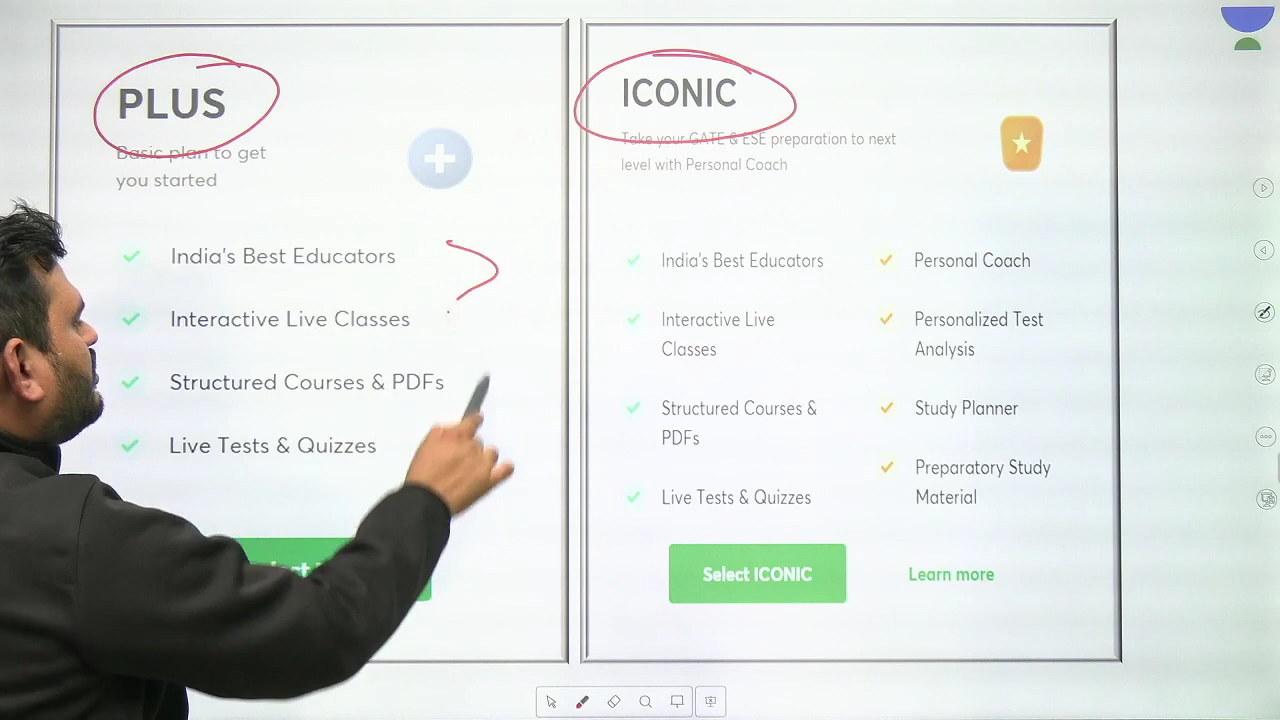 PLUS
Basic plan to get
you started
India's Best Educators
Interactive Live Classes
Structured Courses & PDFs
Live Tests & Quizzes
ICONIC
Take your GATE & ESE preparation to next
level with Personal Coach
India's Best Educators
Interactive Live
Classes
Structured Courses &
PDFs
Live Tests & Quizzes
Personal Coach
Personalized Test
Analysis
Study Planner
Preparatory Study
Material
Select ICONIC
Learn more